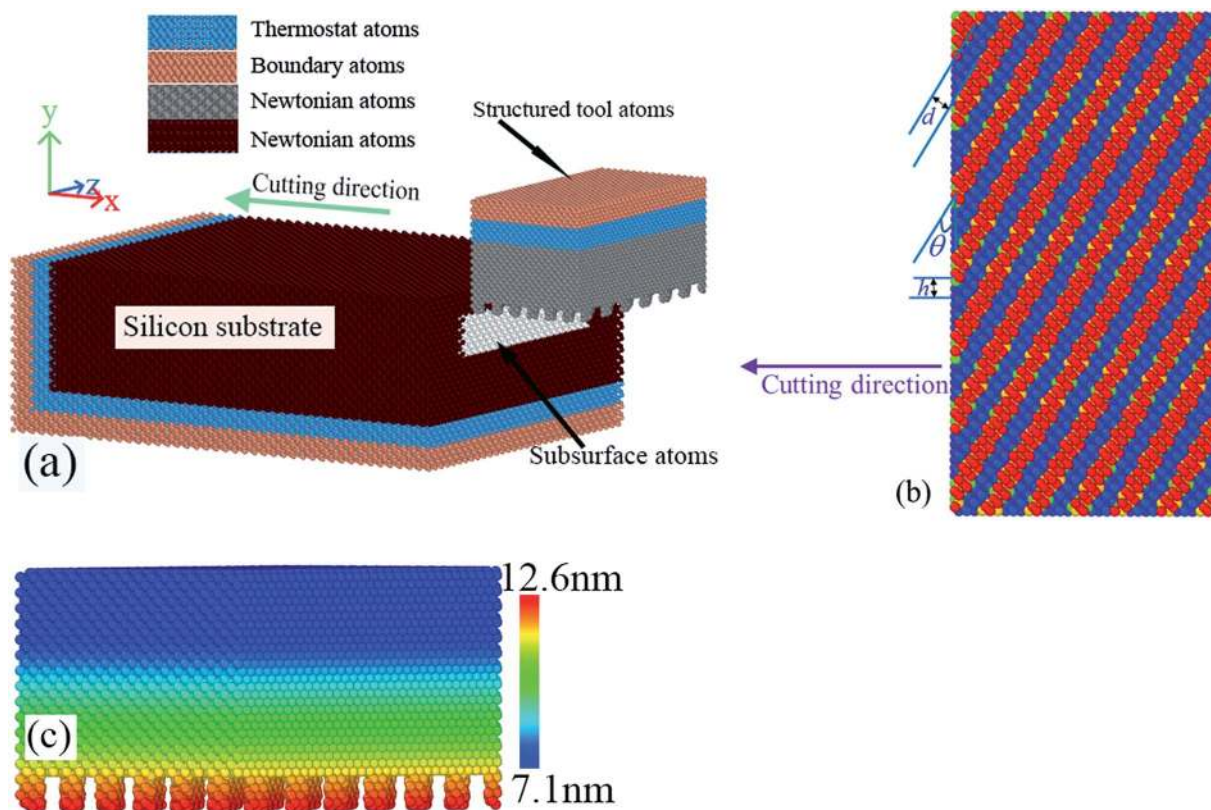 Thermostat atoms
Boundary atoms
Newtonian atoms
Newtonian atoms
Structured tool atoms
y
z
x
Cutting direction
Silicon substrate
Subsurface atoms
(a)
d
θ
h
Cutting direction
(b)
12.6nm
7.1nm
(c)